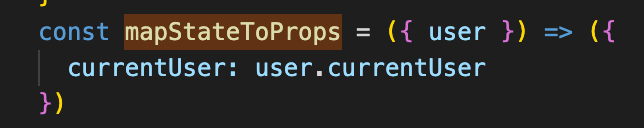 const mapStateToProps = ({ user }) => ({
  currentUser: user.currentUser
})